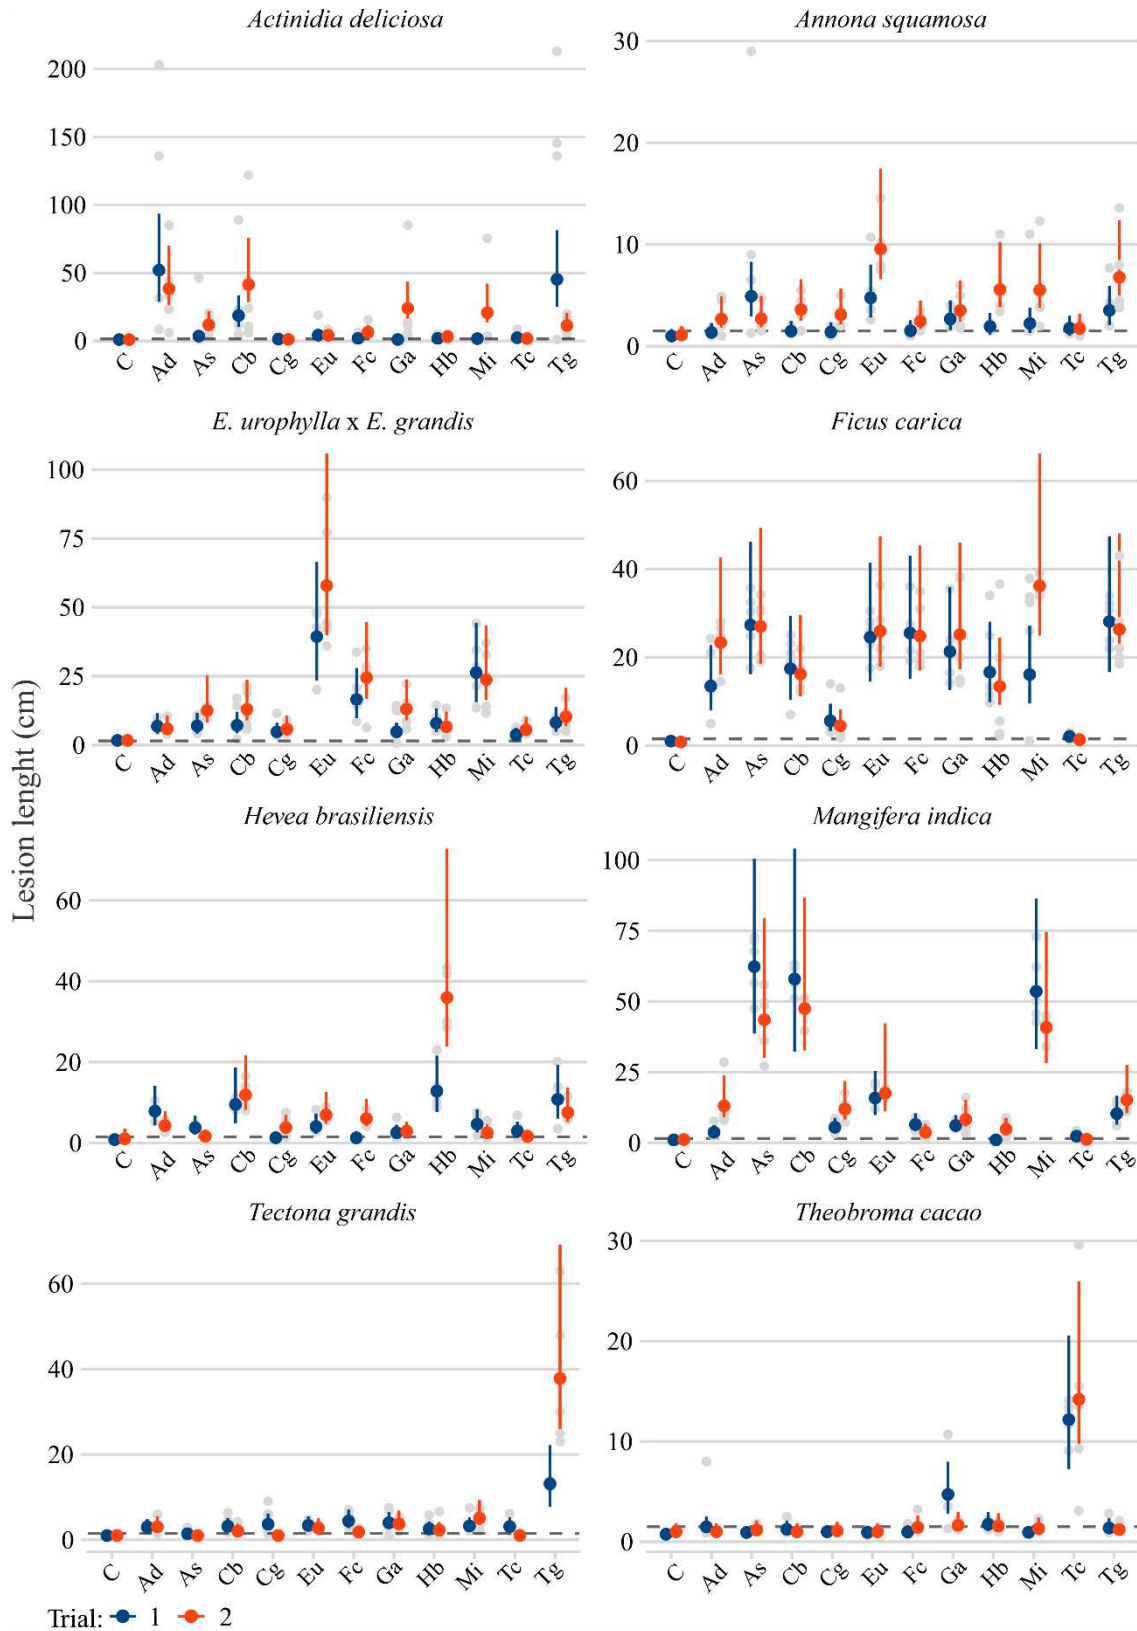 Actinidia deliciosa
Annona squamosa
200
150
100
50
0
C Ad As Cb Cg Eu Fc Ga Hb Mi Tc Tg
30
20
10
0
C Ad As Cb Cg Eu Fc Ga Hb Mi Tc Tg
E. urophylla x E. grandis
Ficus carica
100
75
50
25
0
C Ad As Cb Cg Eu Fc Ga Hb Mi Tc Tg
60
40
20
0
C Ad As Cb Cg Eu Fc Ga Hb Mi Tc Tg
Lesion lenght (cm)
Hevea brasiliensis
Mangifera indica
60
40
20
0
C Ad As Cb Cg Eu Fc Ga Hb Mi Tc Tg
100
75
50
25
0
C Ad As Cb Cg Eu Fc Ga Hb Mi Tc Tg
Tectona grandis
Theobroma cacao
60
40
20
0
C Ad As Cb Cg Eu Fc Ga Hb Mi Tc Tg
30
20
10
0
C Ad As Cb Cg Eu Fc Ga Hb Mi Tc Tg
Trial: 1 2